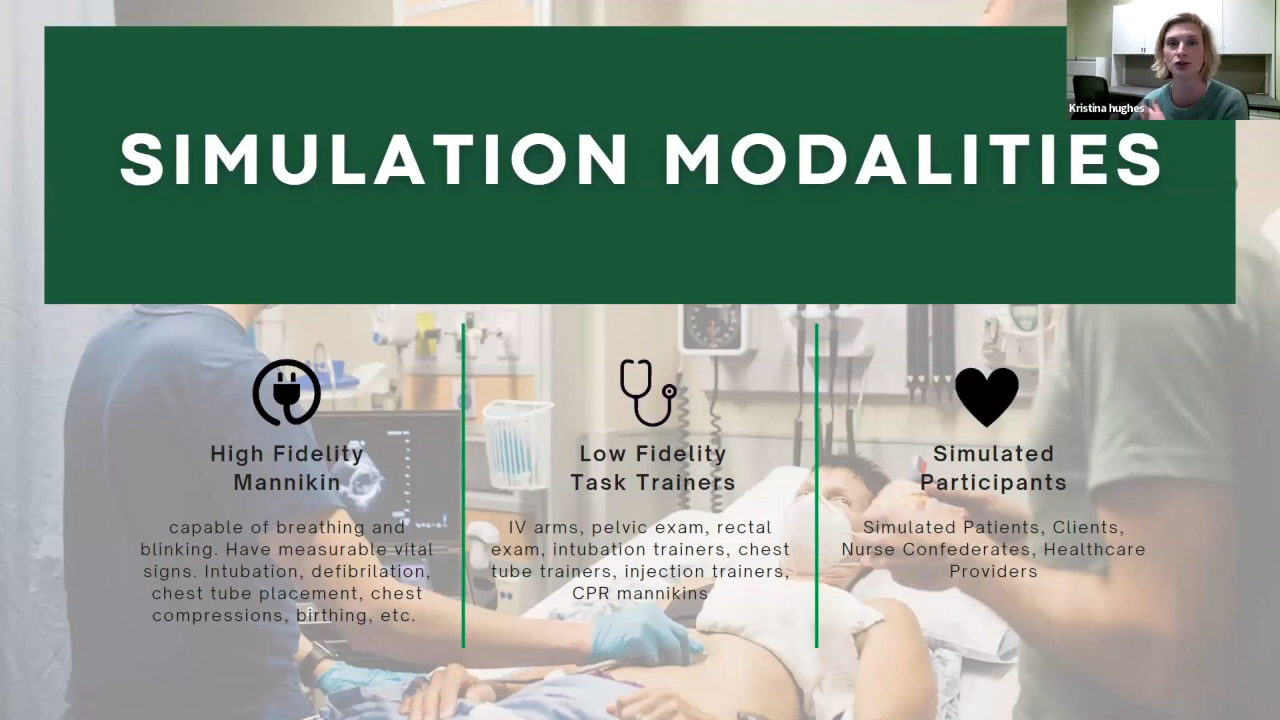 Kristina hughes
SIMULATION MODALITIES
High Fidelity
Mannikin
capable of breathing and
blinking. Have measurable vital
signs. Intubation, defibrilation,
chest tube placement, chest
compressions, birthing, etc.
Low Fidelity
Task Trainers
IV arms, pelvic exam, rectal
exam, intubation trainers, chest
tube trainers, injection trainers,
CPR mannikins
Simulated
Participants
Simulated Patients, Clients,
Nurse Confederates, Healthcare
Providers